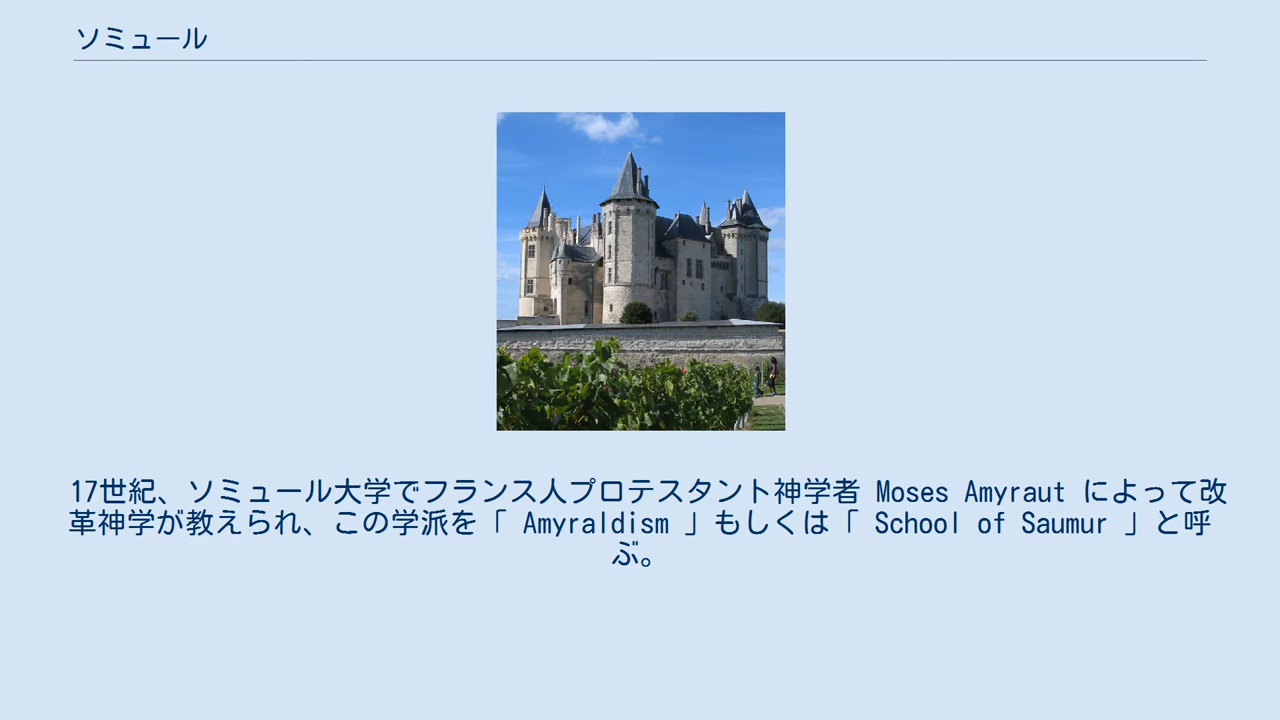 ソミュール
17世紀、ソミュール大学でフランス人プロテスタント神学者 Moses Amyraut によって改
革神学が教えられ、この学派を「 Amyraldism 」もしくは「 School of Saumur 」と呼
ぶ。